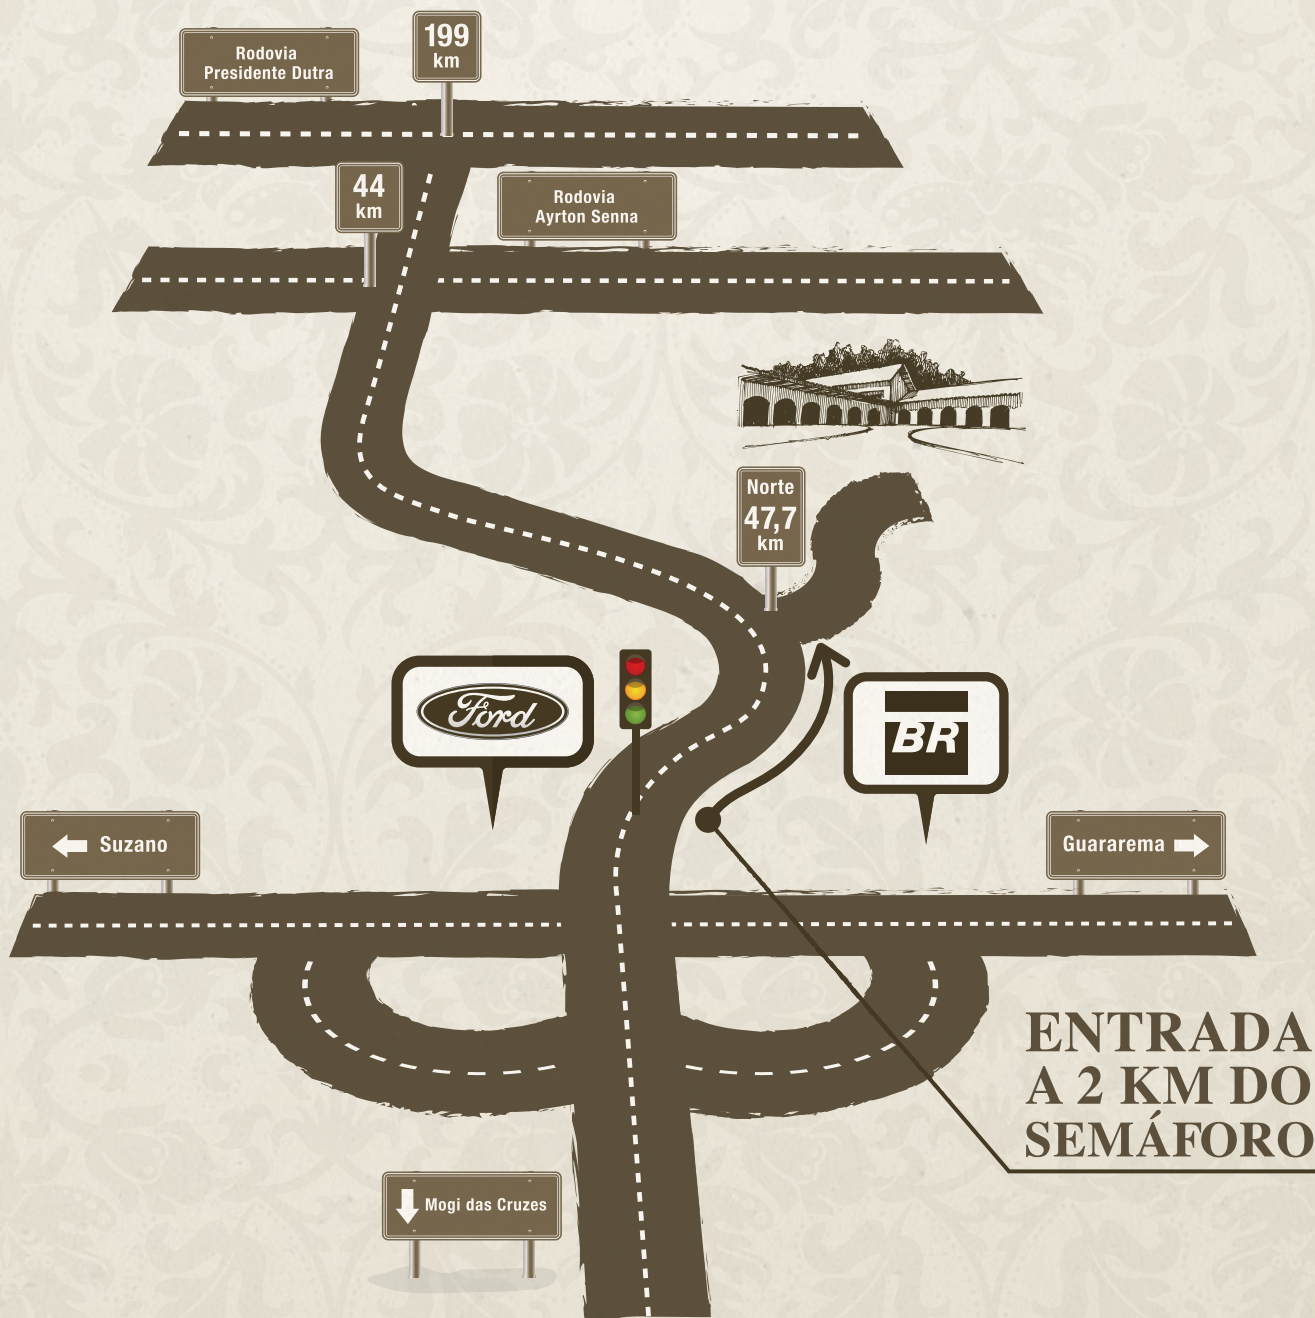 199
km
Rodovia
Presidente Dutra
44
km
Rodovia
Ayrton Senna
Norte
47,7
km
Ford
BR
Suzano
Guararema
ENTRADA
A 2 KM DO
SEMÁFORO
Mogi das Cruzes